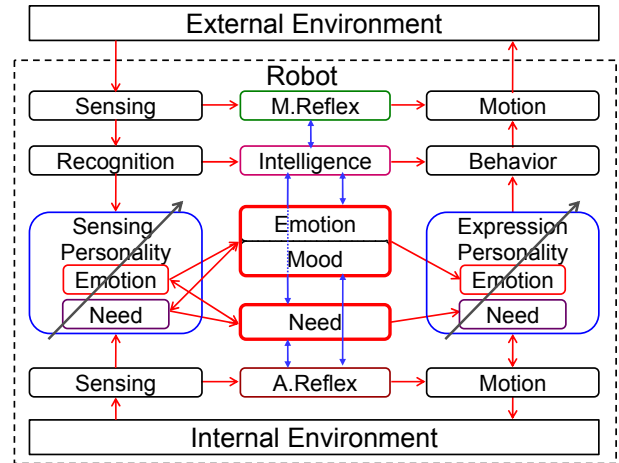 External Environment
Robot
Sensing
M.Reflex
Motion
Recognition
Intelligence
Behavior
Sensing
Personality
Emotion
Need
Emotion
Mood
Need
Expression
Personality
Emotion
Need
Sensing
A.Reflex
Motion
Internal Environment